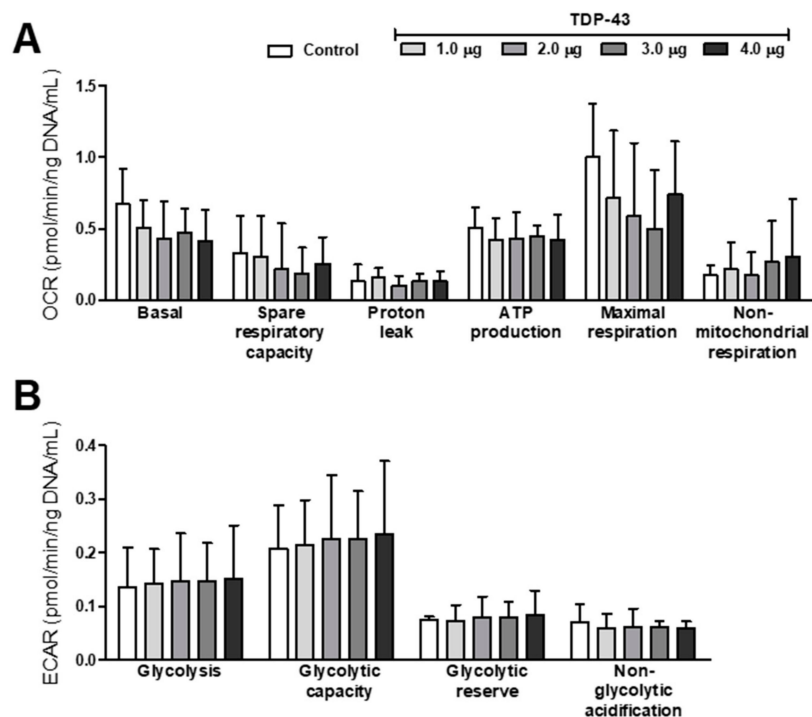 A
TDP-43
Control
1.0 µg
2.0 µg
3.0 µg
4.0 µg
OCR (pmol/min/ng DNA/mL)
1.5
1.0
0.5
0.0
Basal
Spare
respiratory
capacity
Proton
leak
ATP
production
Maximal
respiration
Non-
mitochondrial
respiration
B
ECAR (pmol/min/ng DNA/mL)
0.4
0.3
0.2
0.1
0.0
Glycolysis
Glycolytic
capacity
Glycolytic
reserve
Non-
glycolytic
acidification